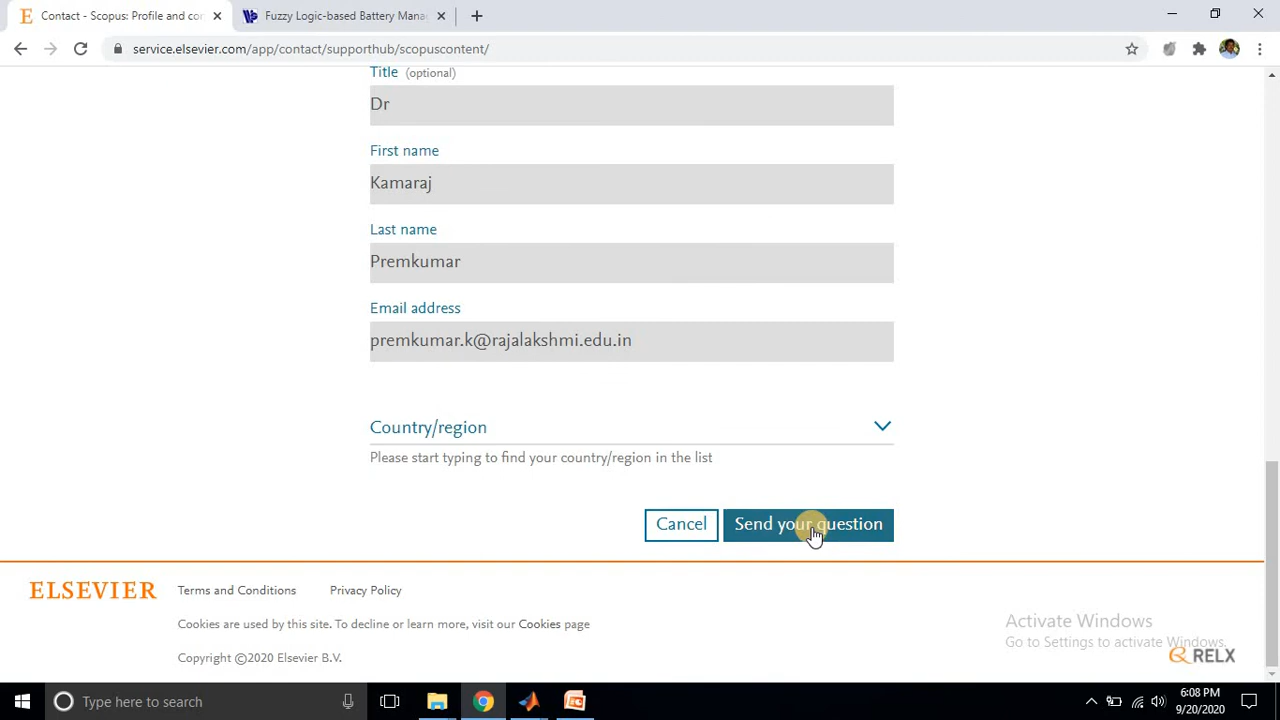 Contact - Scopus: Profile and co
Fuzzy Logic-based Battery Mana
service.elsevier.com/app/contact/supporthub/scopuscontent/
Title (optional)
Dr
First name
Kamaraj
Last name
Premkumar
Email address
premkumar.k@rajalakshmi.edu.in
Country/region
Please start typing to find your country/region in the list
Cancel
Send your question
ELSEVIER
Terms and Conditions
Privacy Policy
Cookies are used by this site. To decline or learn more, visit our Cookies page
Copyright ©2020 Elsevier B.V.
Activate Windows
Go to Settings to activate Windows.
RELX
Type here to search
6:08 PM
9/20/2020